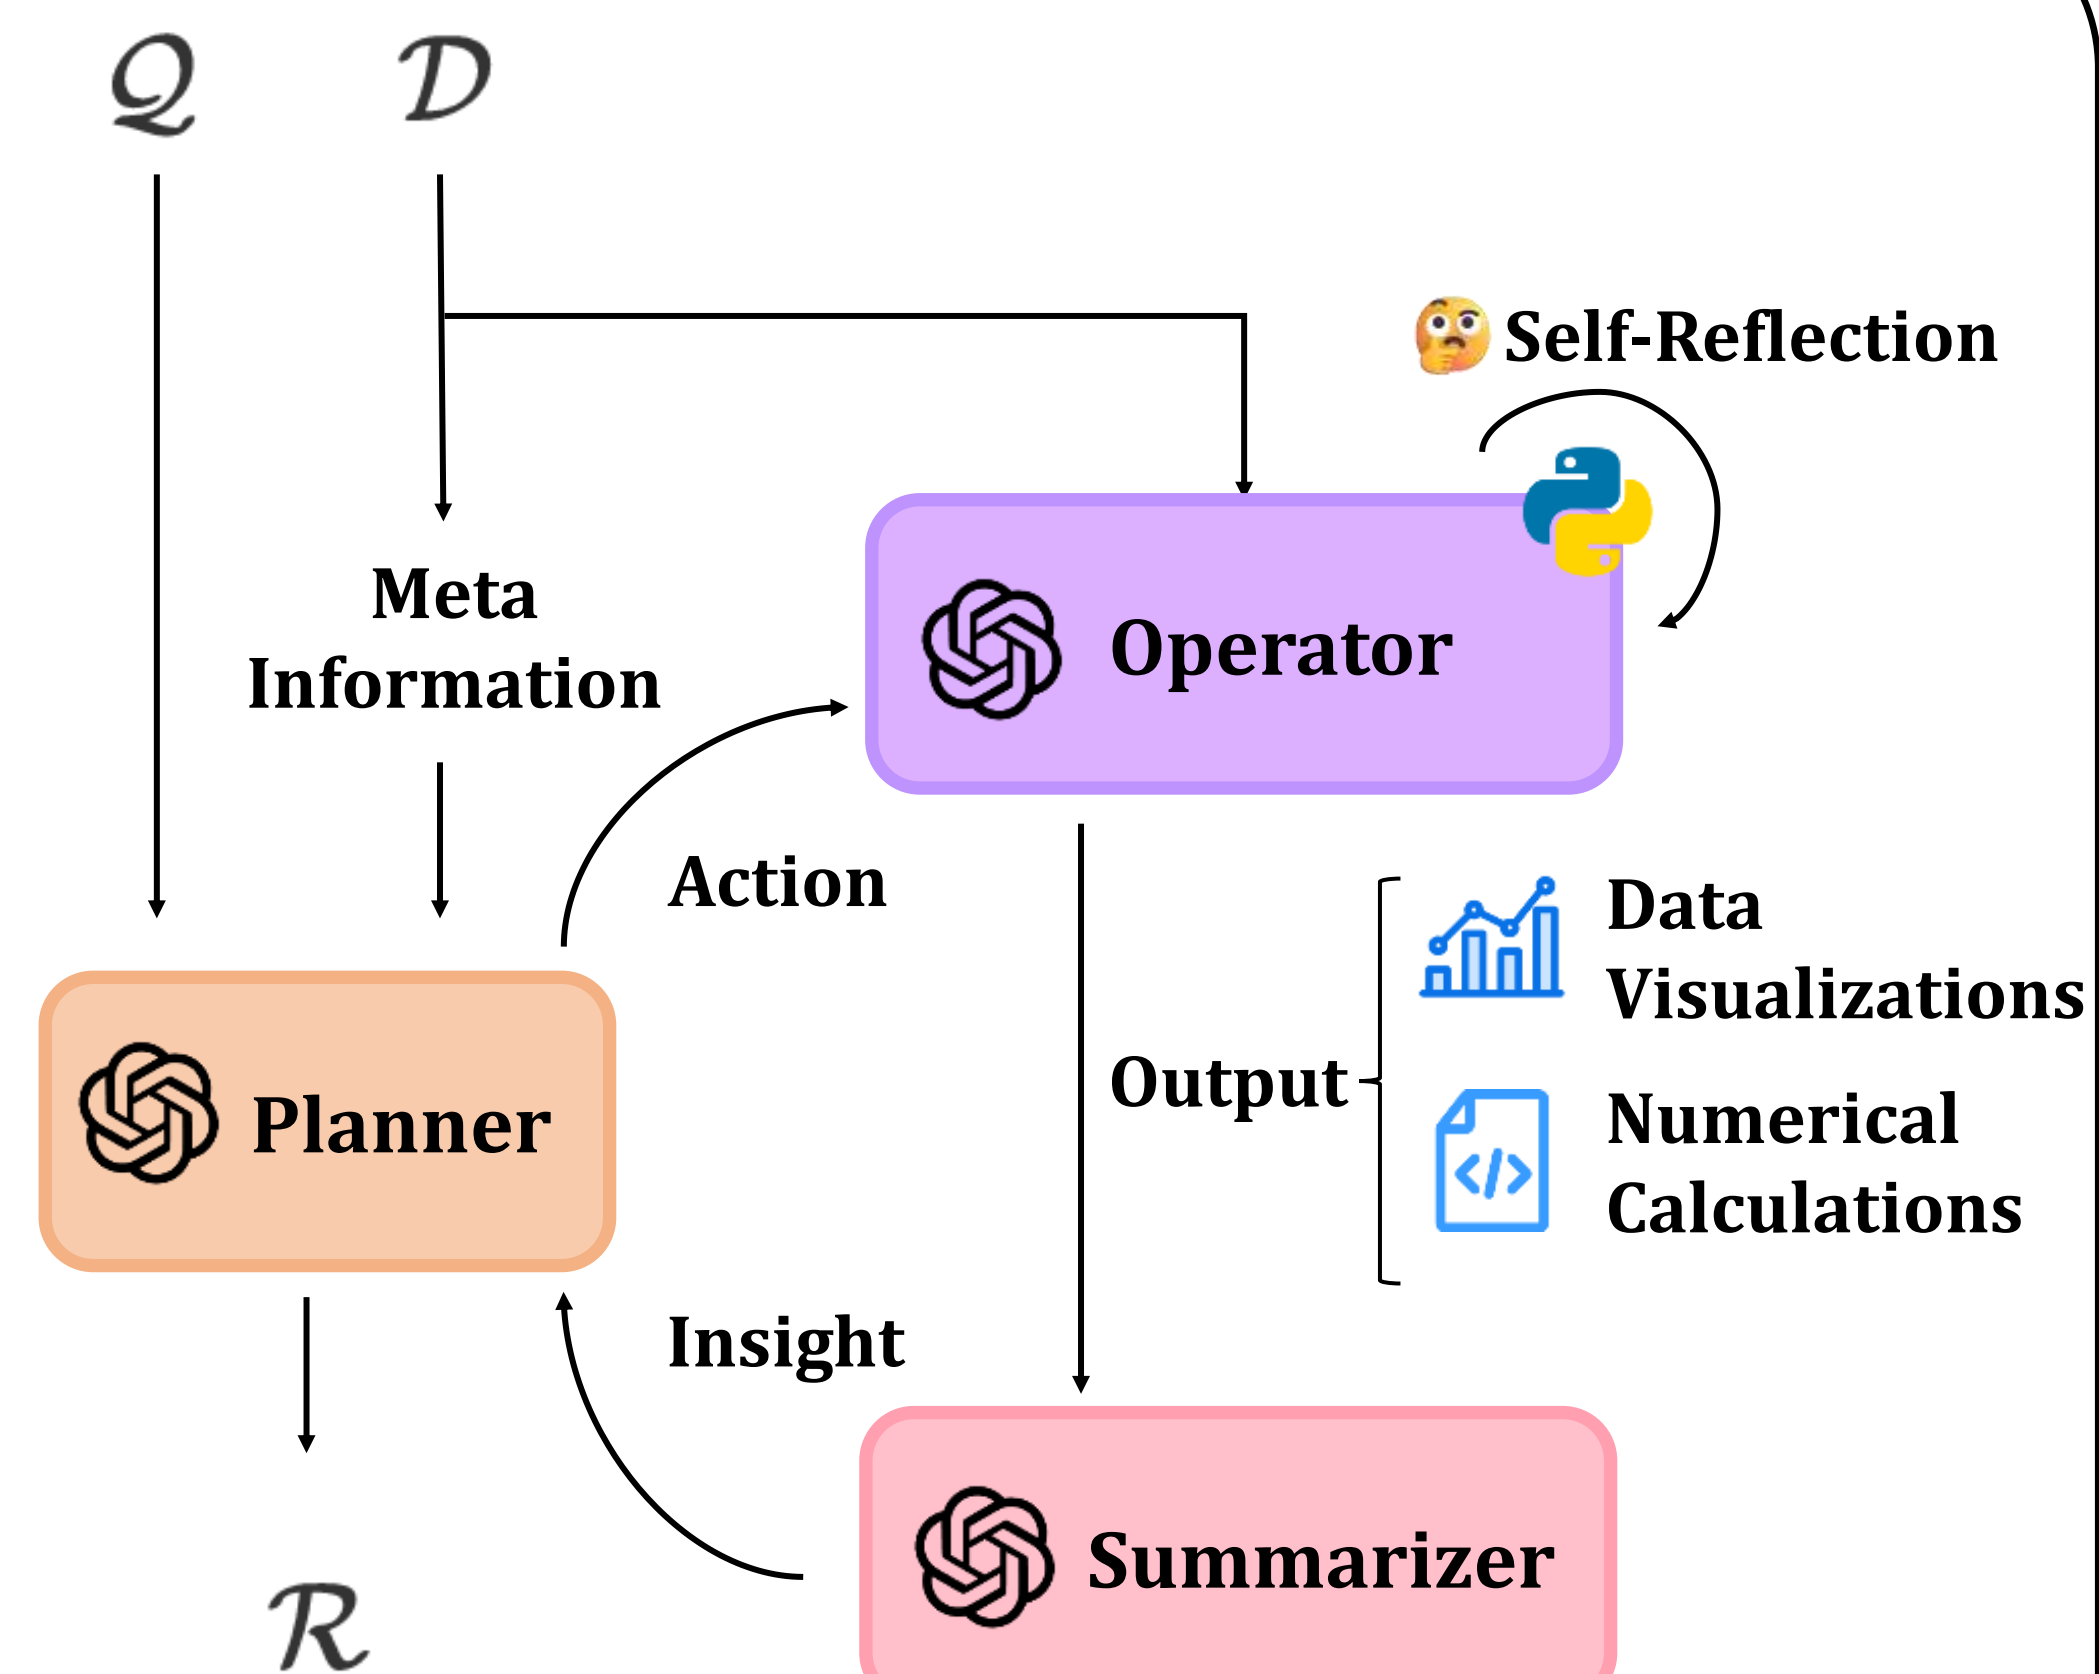 𝒬
𝒟
Self-Reflection
Meta
Information
Operator
Action
Data
Visualizations
Output
Numerical
Calculations
Planner
Insight
Summarizer
ℛ